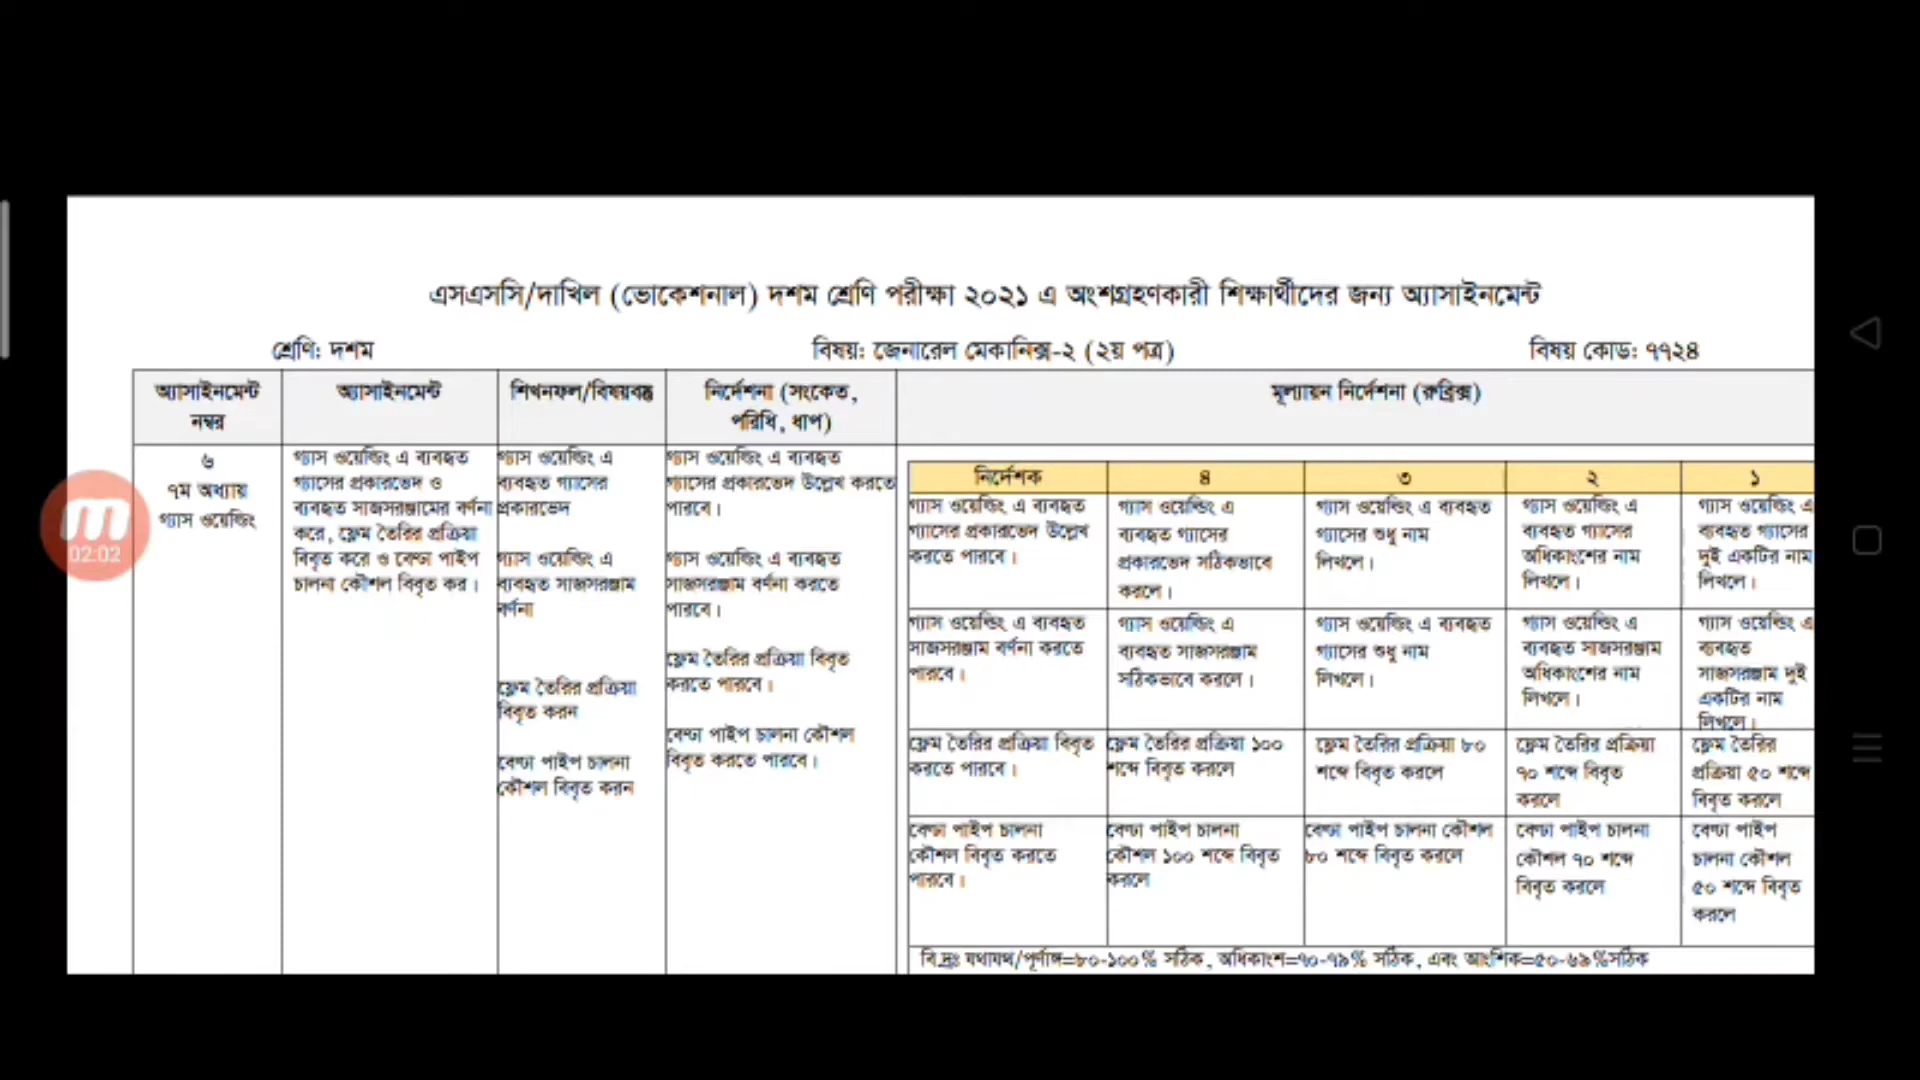 এসএসসি/দাখিল (ভোকেশনাল) দশম শ্রেণি পরীক্ষা ২০২১ এ অংশগ্রহণকারী শিক্ষার্থীদের জন্য অ্যাসাইনমেন্ট
শ্রেণি: দশম
বিষয়: জেনারেল মেকানিক্স-২ (২য় পত্র)
বিষয় কোড: ৭৭২৪
অ্যাসাইনমেন্ট
নম্বর
অ্যাসাইনমেন্ট
শিখনফল/বিষয়বস্তু
নির্দেশনা (সংকেত,
পরিধি, ধাপ)
মূল্যায়ন নির্দেশনা (রুব্রিক্স)
৬
৭ম অধ্যায়
গ্যাস ওয়েল্ডিং
গ্যাস ওয়েল্ডিং এ ব্যবহৃত
গ্যাসের প্রকারভেদ ও
ব্যবহৃত সাজসরঞ্জামের বর্ণনা
করে, ফ্লেম তৈরির প্রক্রিয়া
বিবৃত করে ও বেন্ডা পাইপ
চালনা কৌশল বিবৃত কর।
গ্যাস ওয়েল্ডিং এ
ব্যবহৃত গ্যাসের
প্রকারভেদ
গ্যাস ওয়েল্ডিং এ
ব্যবহৃত সাজসরঞ্জাম
বর্ণনা
ফ্লেম তৈরির প্রক্রিয়া
বিবৃত করন
বেন্ডা পাইপ চালনা
কৌশল বিবৃত করন
গ্যাস ওয়েল্ডিং এ ব্যবহৃত
গ্যাসের প্রকারভেদ উল্লেখ করতে
পারবে।
গ্যাস ওয়েল্ডিং এ ব্যবহৃত
সাজসরঞ্জাম বর্ণনা করতে
পারবে।
ফ্লেম তৈরির প্রক্রিয়া বিবৃত
করতে পারবে।
বেন্ডা পাইপ চালনা কৌশল
বিবৃত করতে পারবে।
নির্দেশক
৪
৩
২
১
গ্যাস ওয়েল্ডিং এ ব্যবহৃত
গ্যাসের প্রকারভেদ উল্লেখ
করতে পারবে।
গ্যাস ওয়েল্ডিং এ
ব্যবহৃত গ্যাসের
প্রকারভেদ সঠিকভাবে
করলে।
গ্যাস ওয়েল্ডিং এ ব্যবহৃত
গ্যাসের শুধু নাম
লিখলে।
গ্যাস ওয়েল্ডিং এ
ব্যবহৃত গ্যাসের
অধিকাংশের নাম
লিখলে।
গ্যাস ওয়েল্ডিং এ
ব্যবহৃত গ্যাসের
দুই একটির নাম
লিখলে।
গ্যাস ওয়েল্ডিং এ ব্যবহৃত
সাজসরঞ্জাম বর্ণনা করতে
পারবে।
গ্যাস ওয়েল্ডিং এ
ব্যবহৃত সাজসরঞ্জাম
সঠিকভাবে করলে।
গ্যাস ওয়েল্ডিং এ ব্যবহৃত
গ্যাসের শুধু নাম
লিখলে।
গ্যাস ওয়েল্ডিং এ
ব্যবহৃত সাজসরঞ্জাম
অধিকাংশের নাম
লিখলে।
গ্যাস ওয়েল্ডিং এ
ব্যবহৃত
সাজসরঞ্জাম দুই
একটির নাম
লিখলে।
ফ্লেম তৈরির প্রক্রিয়া বিবৃত
করতে পারবে।
ফ্লেম তৈরির প্রক্রিয়া ১০০
শব্দে বিবৃত করলে
ফ্লেম তৈরির প্রক্রিয়া ৮০
শব্দে বিবৃত করলে
ফ্লেম তৈরির প্রক্রিয়া
৭০ শব্দে বিবৃত
করলে
ফ্লেম তৈরির
প্রক্রিয়া ৫০ শব্দে
বিবৃত করলে
বেন্ডা পাইপ চালনা
কৌশল বিবৃত করতে
পারবে।
বেন্ডা পাইপ চালনা
কৌশল ১০০ শব্দে বিবৃত
করলে
বেন্ডা পাইপ চালনা কৌশল
৮০ শব্দে বিবৃত করলে
বেন্ডা পাইপ চালনা
কৌশল ৭০ শব্দে
বিবৃত করলে
বেন্ডা পাইপ
চালনা কৌশল
৫০ শব্দে বিবৃত
করলে
বি.দ্রঃ যথাযথ/পূর্ণাঙ্গ=৮০-১০০% সঠিক, অধিকাংশ=৭০-৭৯% সঠিক, এবং আংশিক=৫০-৬৯%সঠিক
02:02